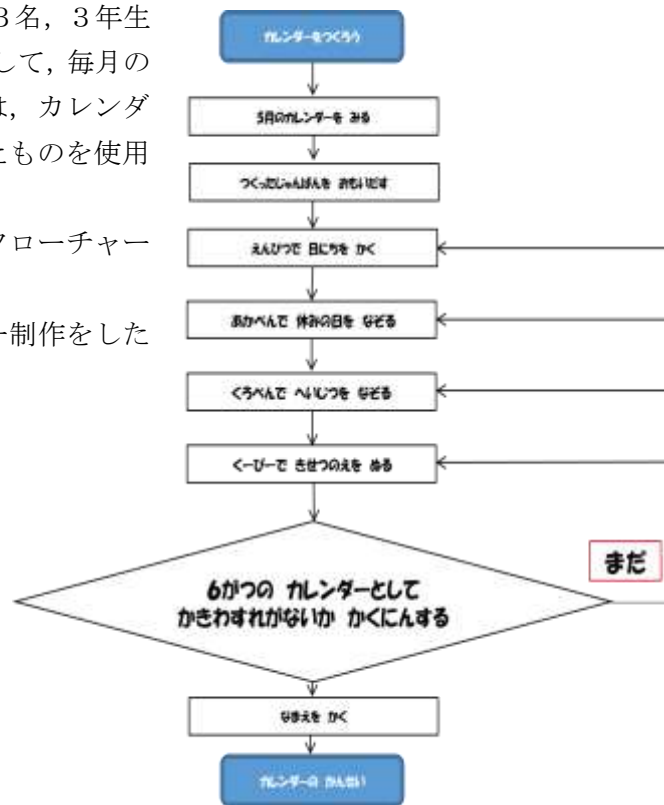 3名，3年生
して，毎月の
は，カレンダ
たものを使用
フローチャー
ー制作をした
カレンダーをつくろう
5月のカレンダーを みる
つくったじゅんばんを おもいだす
えんぴつで 日にちを かく
あかぺんで 休みの日を なぞる
くろぺんで へいじつを なぞる
くーぴーで きせつのえを ぬる
6がつの カレンダーとして
かきわすれがないか かくにんする
まだ
なまえを かく
カレンダーの かんせい